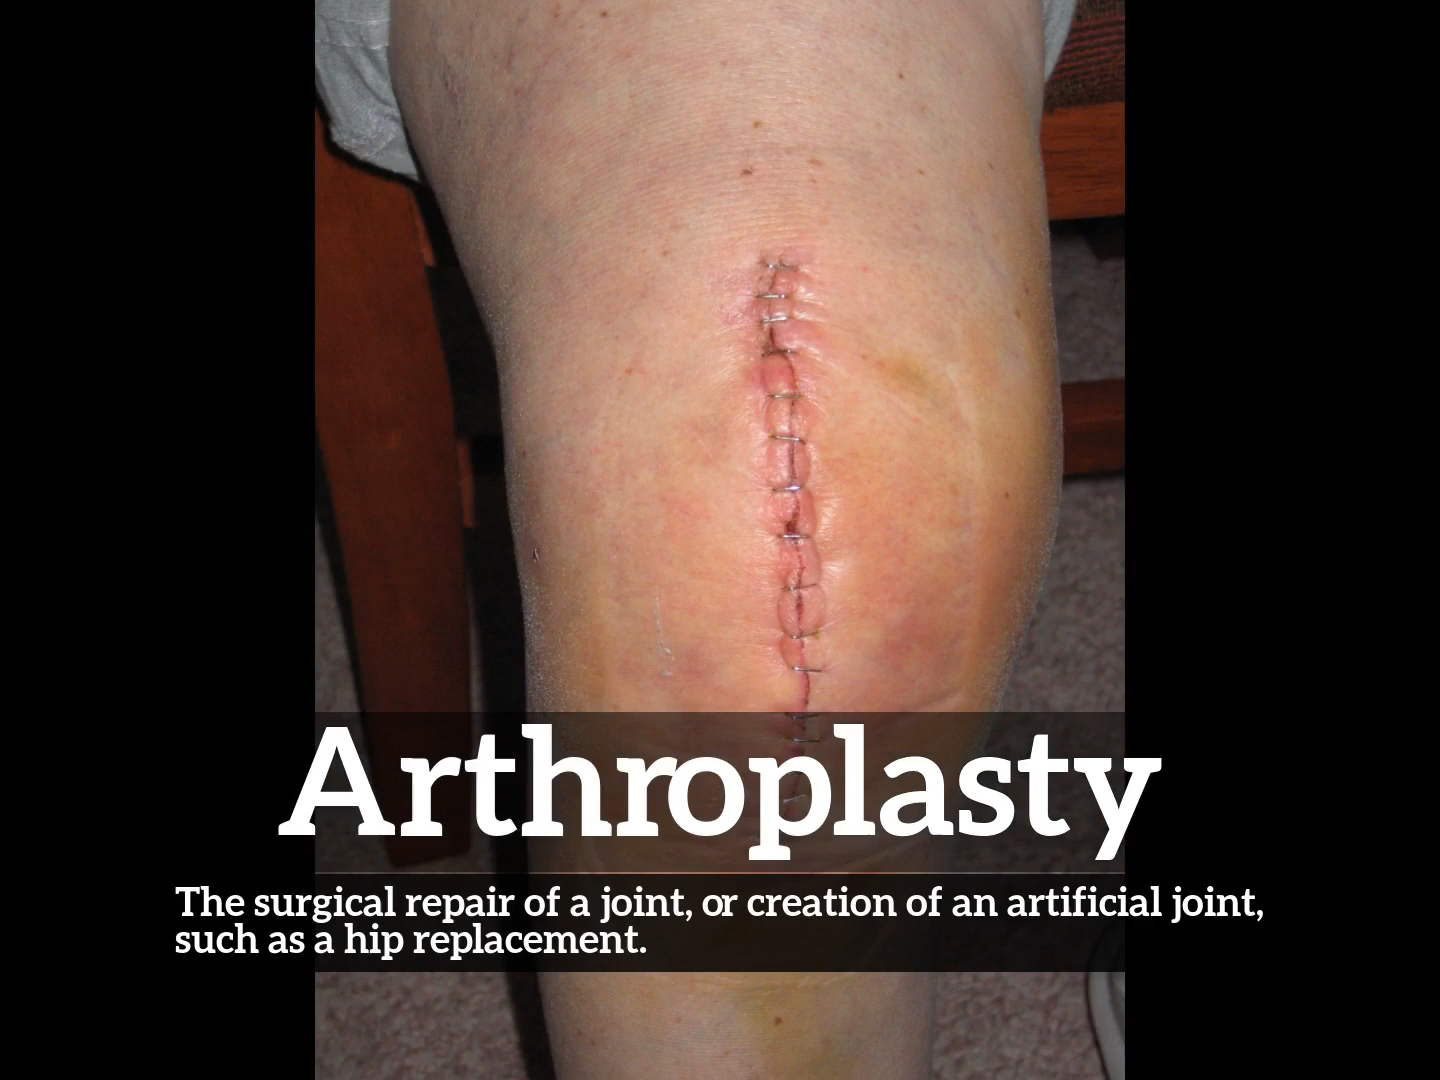 Arthroplasty
The surgical repair of a joint, or creation of an artificial joint,
such as a hip replacement.